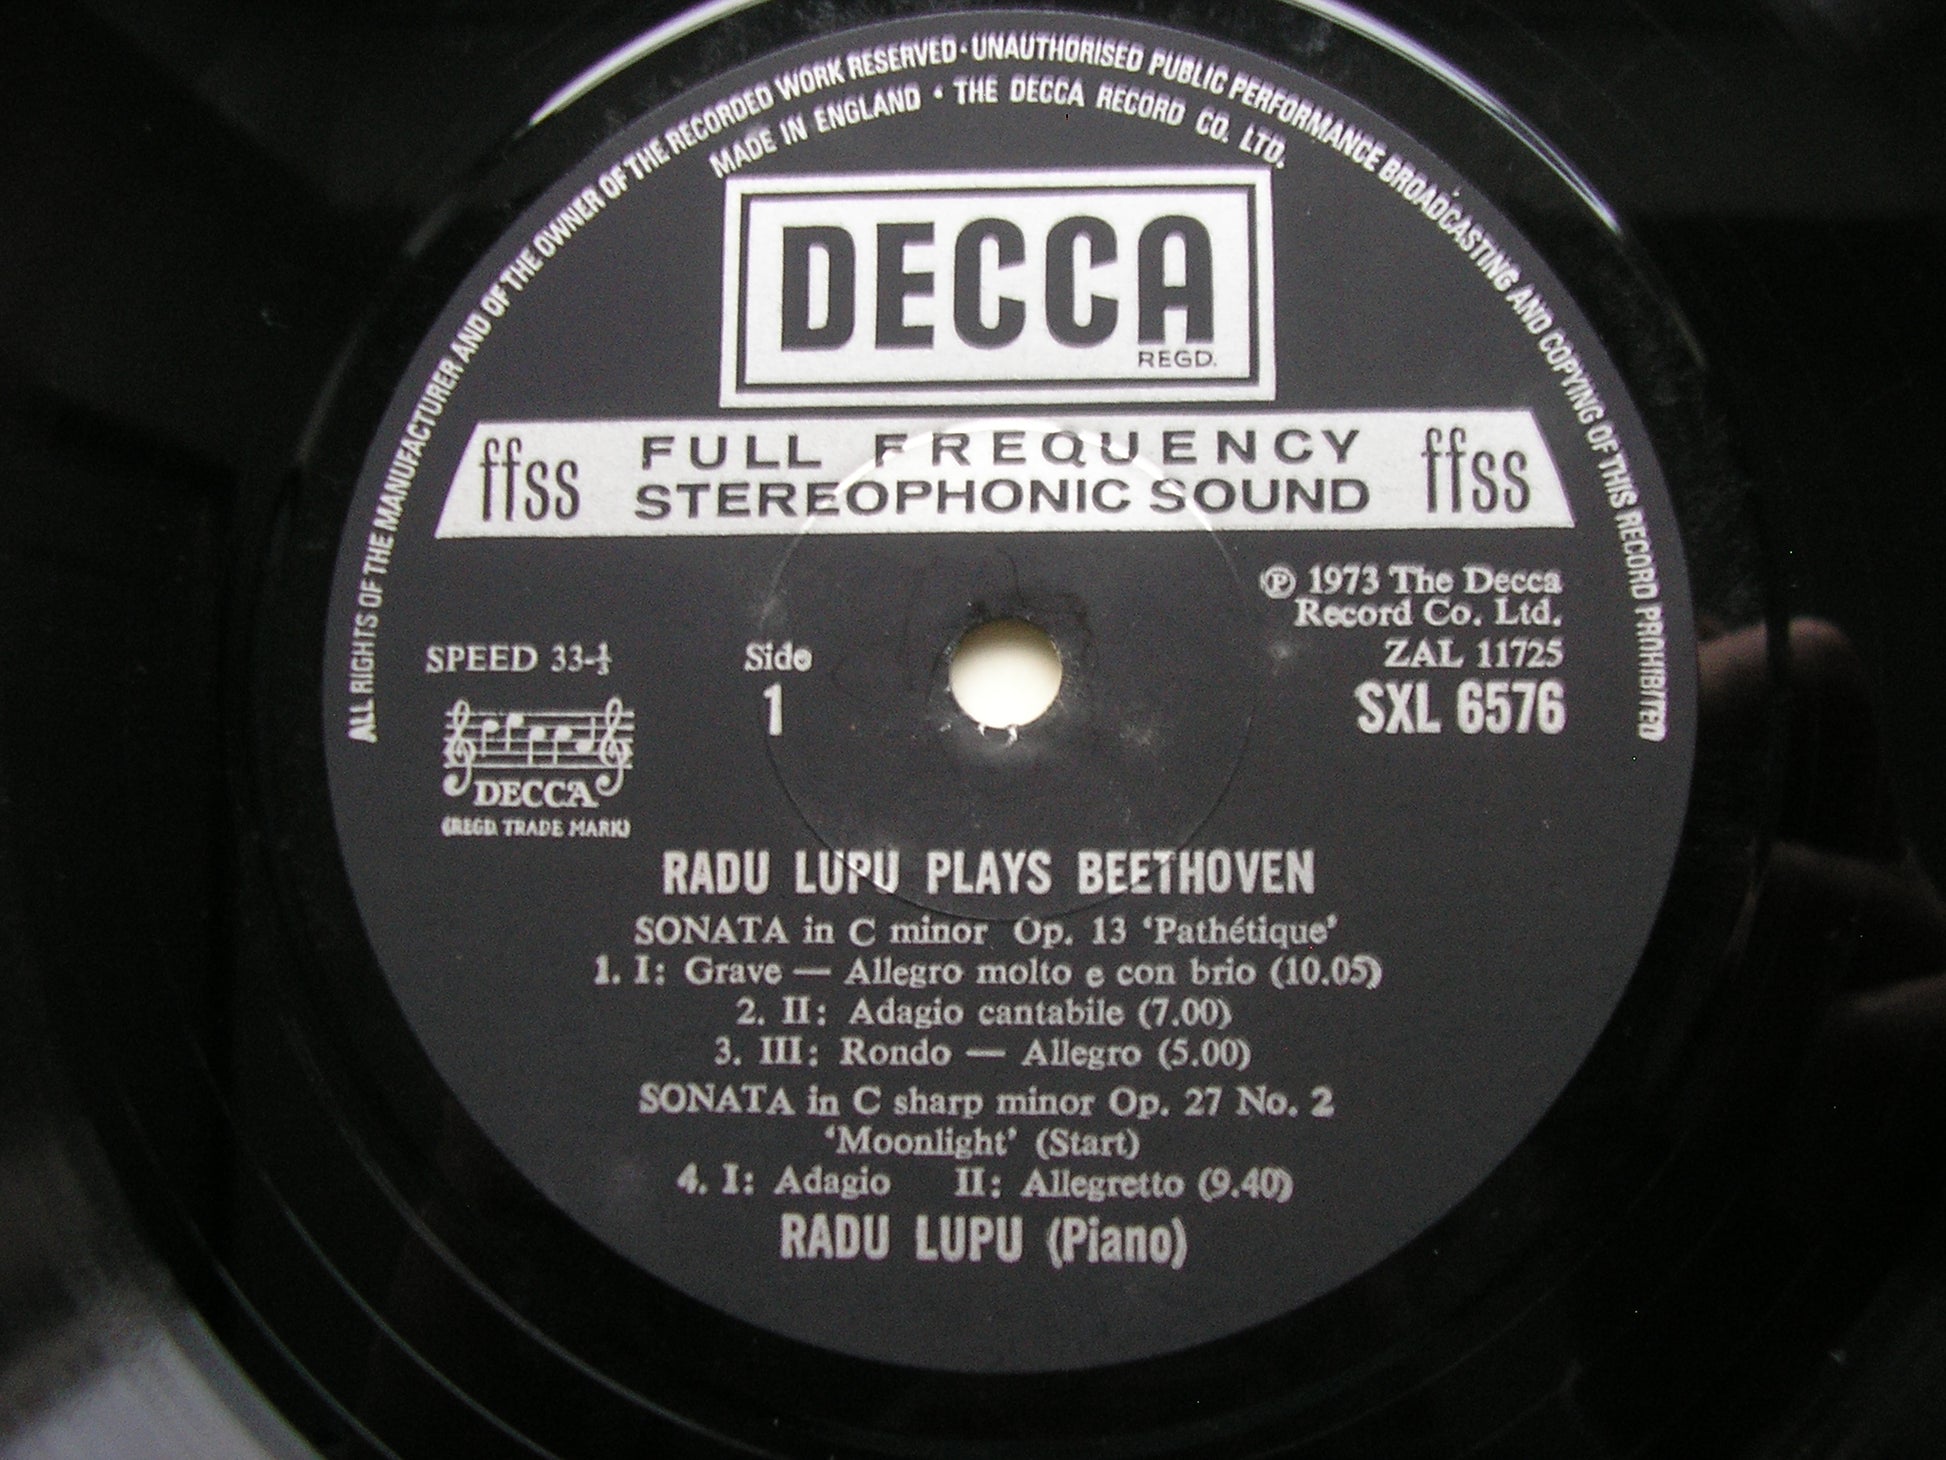 ALL RIGHTS OF THE MANUFACTURER AND OF THE OWNER OF THE RECORDED WORK RESERVED · UNAUTHORISED PUBLIC PERFORMANCE BROADCASTING AND COPYING OF THIS RECORD PROHIBITED
MADE IN ENGLAND · THE DECCA RECORD CO. LTD.
DECCA
REGD.
ffss FULL FREQUENCY STEREOPHONIC SOUND ffss
℗ 1973 The Decca
Record Co. Ltd.
SPEED 33-⅓
Side
1
ZAL 11725
SXL 6576
DECCA
(REGD. TRADE MARK)
RADU LUPU PLAYS BEETHOVEN
SONATA in C minor Op. 13 ‘Pathétique’
1. I: Grave — Allegro molto e con brio (10.05)
2. II: Adagio cantabile (7.00)
3. III: Rondo — Allegro (5.00)
SONATA in C sharp minor Op. 27 No. 2
‘Moonlight’ (Start)
4. I: Adagio II: Allegretto (9.40)
RADU LUPU (Piano)